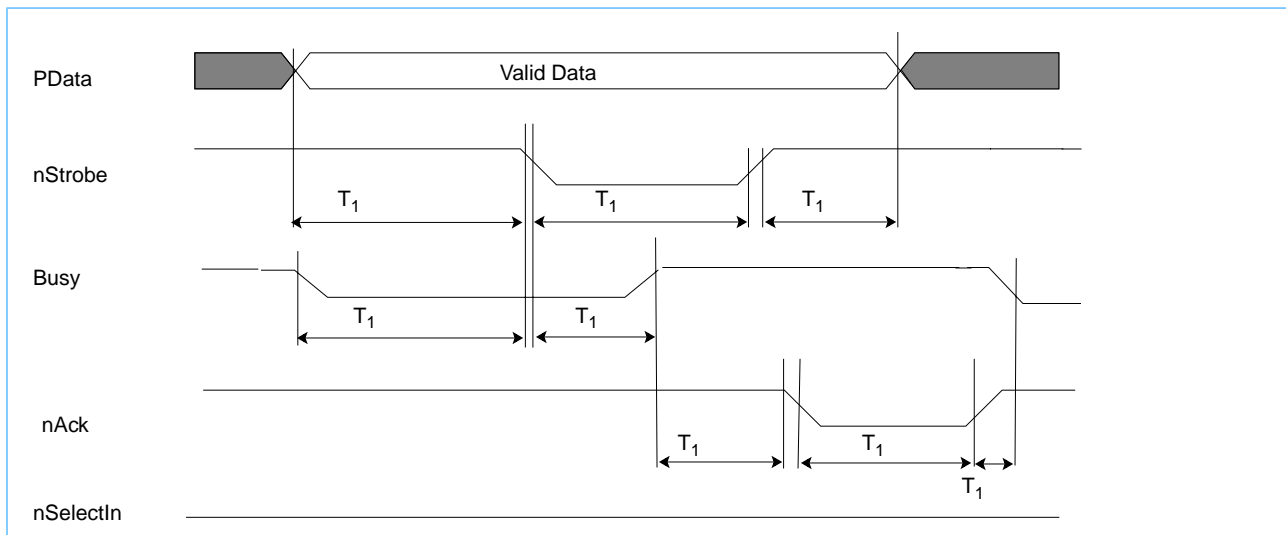 PData
Valid Data
nStrobe
T1 T1 T1
Busy
T1 T1
nAck
T1 T1
T1
nSelectIn